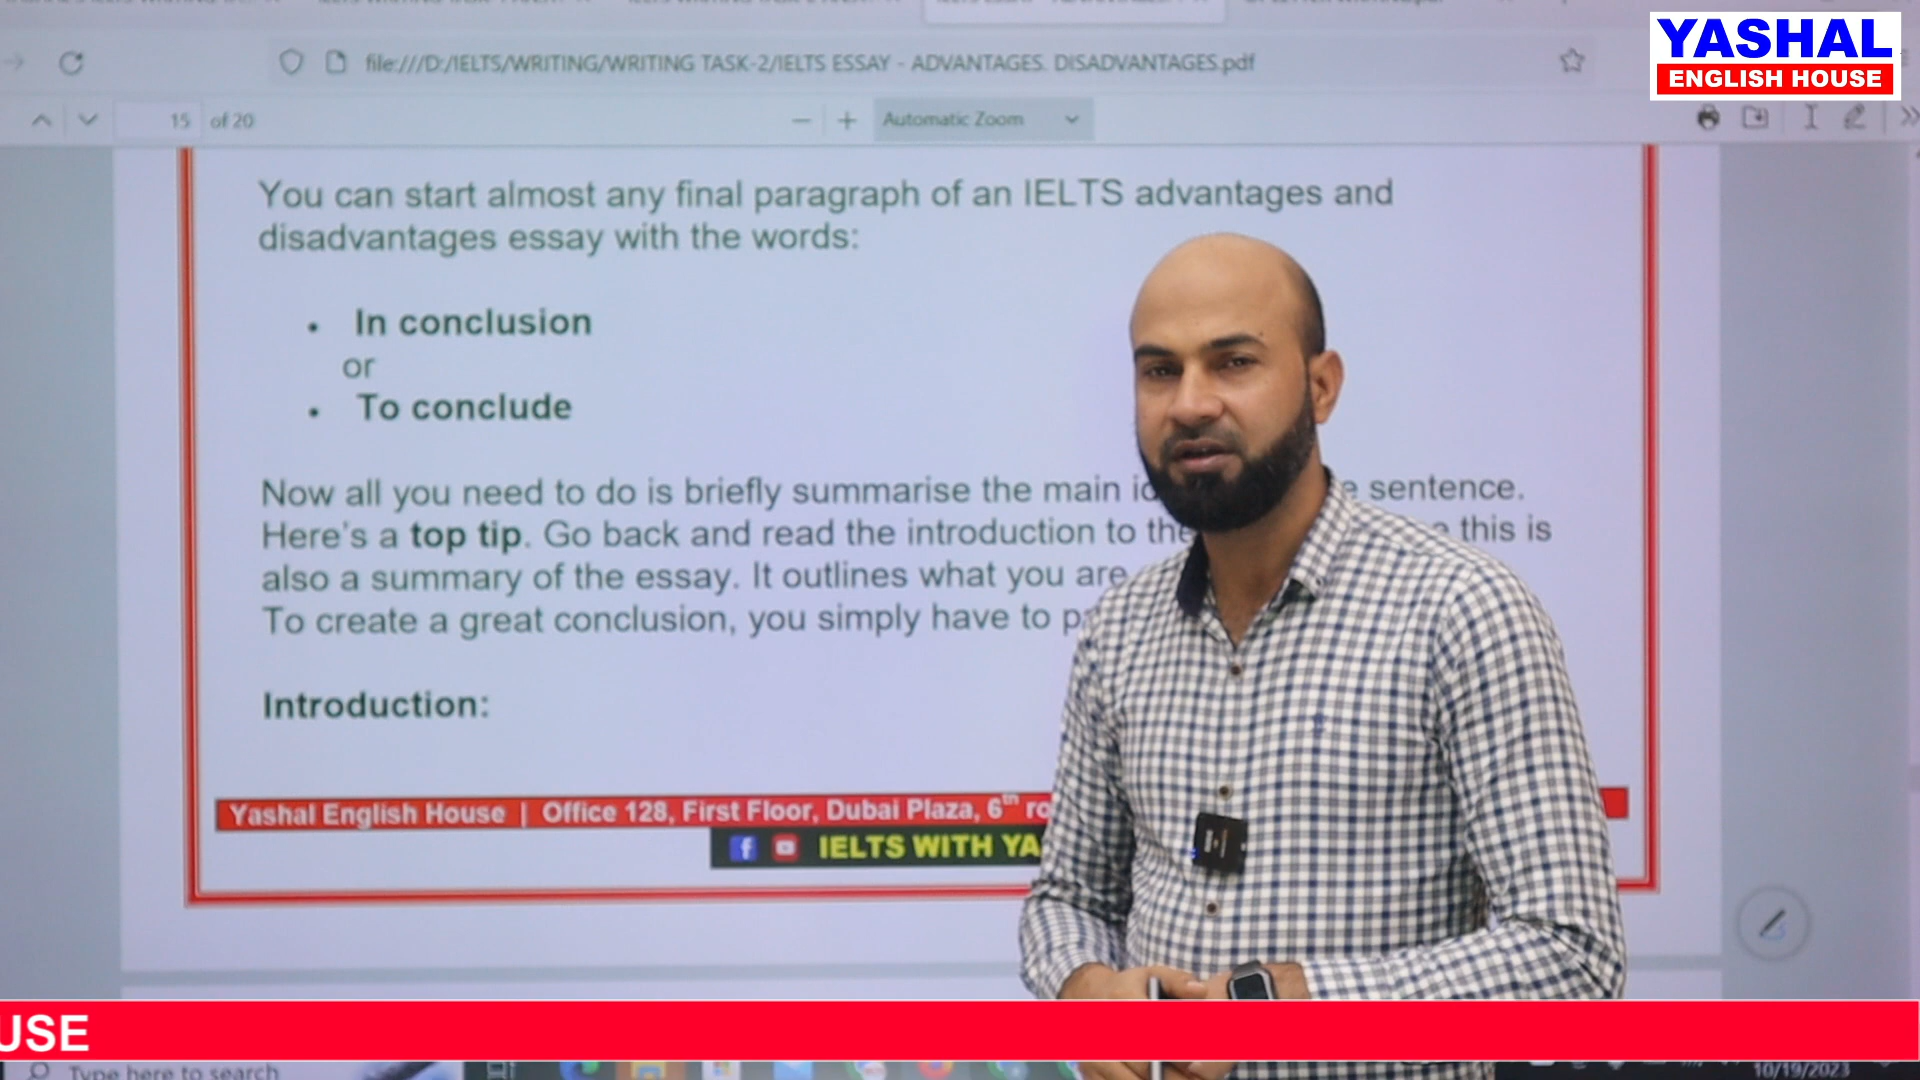 YASHAL
ENGLISH HOUSE
file:///D:/IELTS/WRITING/WRITING TASK-2/IELTS ESSAY - ADVANTAGES. DISADVANTAGES.pdf
15 of 20
Automatic Zoom
You can start almost any final paragraph of an IELTS advantages and
disadvantages essay with the words:
• In conclusion
or
• To conclude
Now all you need to do is briefly summarise the main sentence.
Here's a top tip. Go back and read the introduction to the this is
also a summary of the essay. It outlines what you are
To create a great conclusion, you simply have to
Introduction:
Yashal English House | Office 128, First Floor, Dubai Plaza, 6th
IELTS WITH YA
USE
Type here to search
10/19/2023